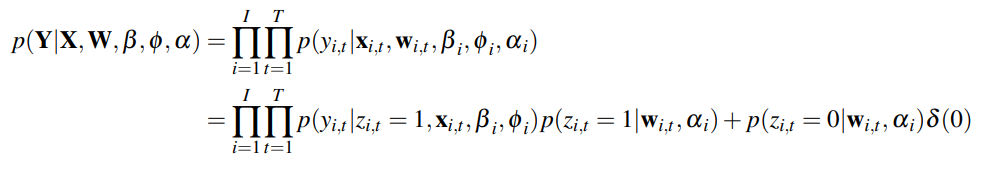 p(𝐘|𝐗,𝐖,β,ϕ,α) = ∏_{i=1}^{I} ∏_{t=1}^{T} p(y_{i,t}|𝐱_{i,t},𝐰_{i,t},β_i,ϕ_i,α_i)
= ∏_{i=1}^{I} ∏_{t=1}^{T} p(y_{i,t}|z_{i,t} = 1,𝐱_{i,t},β_i,ϕ_i)p(z_{i,t} = 1|𝐰_{i,t},α_i) + p(z_{i,t} = 0|𝐰_{i,t},α_i)δ(0)